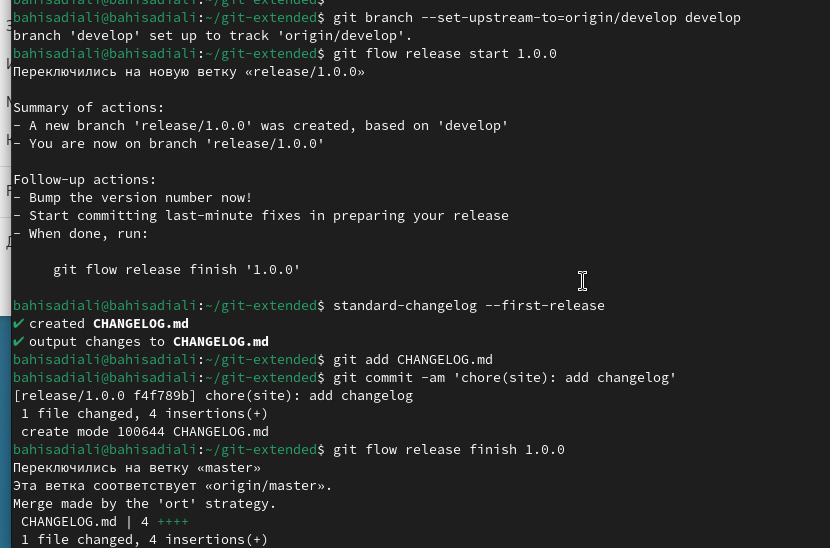 bahisadiali@bahisadiali:~/git-extended$ git branch --set-upstream-to=origin/develop develop
branch 'develop' set up to track 'origin/develop'.
bahisadiali@bahisadiali:~/git-extended$ git flow release start 1.0.0
Переключились на новую ветку «release/1.0.0»
Summary of actions:
- A new branch 'release/1.0.0' was created, based on 'develop'
- You are now on branch 'release/1.0.0'
Follow-up actions:
- Bump the version number now!
- Start committing last-minute fixes in preparing your release
- When done, run:
git flow release finish '1.0.0'
bahisadiali@bahisadiali:~/git-extended$ standard-changelog --first-release
✔ created CHANGELOG.md
✔ output changes to CHANGELOG.md
bahisadiali@bahisadiali:~/git-extended$ git add CHANGELOG.md
bahisadiali@bahisadiali:~/git-extended$ git commit -am 'chore(site): add changelog'
[release/1.0.0 f4f789b] chore(site): add changelog
1 file changed, 4 insertions(+)
create mode 100644 CHANGELOG.md
bahisadiali@bahisadiali:~/git-extended$ git flow release finish 1.0.0
Переключились на ветку «master»
Эта ветка соответствует «origin/master».
Merge made by the 'ort' strategy.
CHANGELOG.md | 4 ++++
1 file changed, 4 insertions(+)